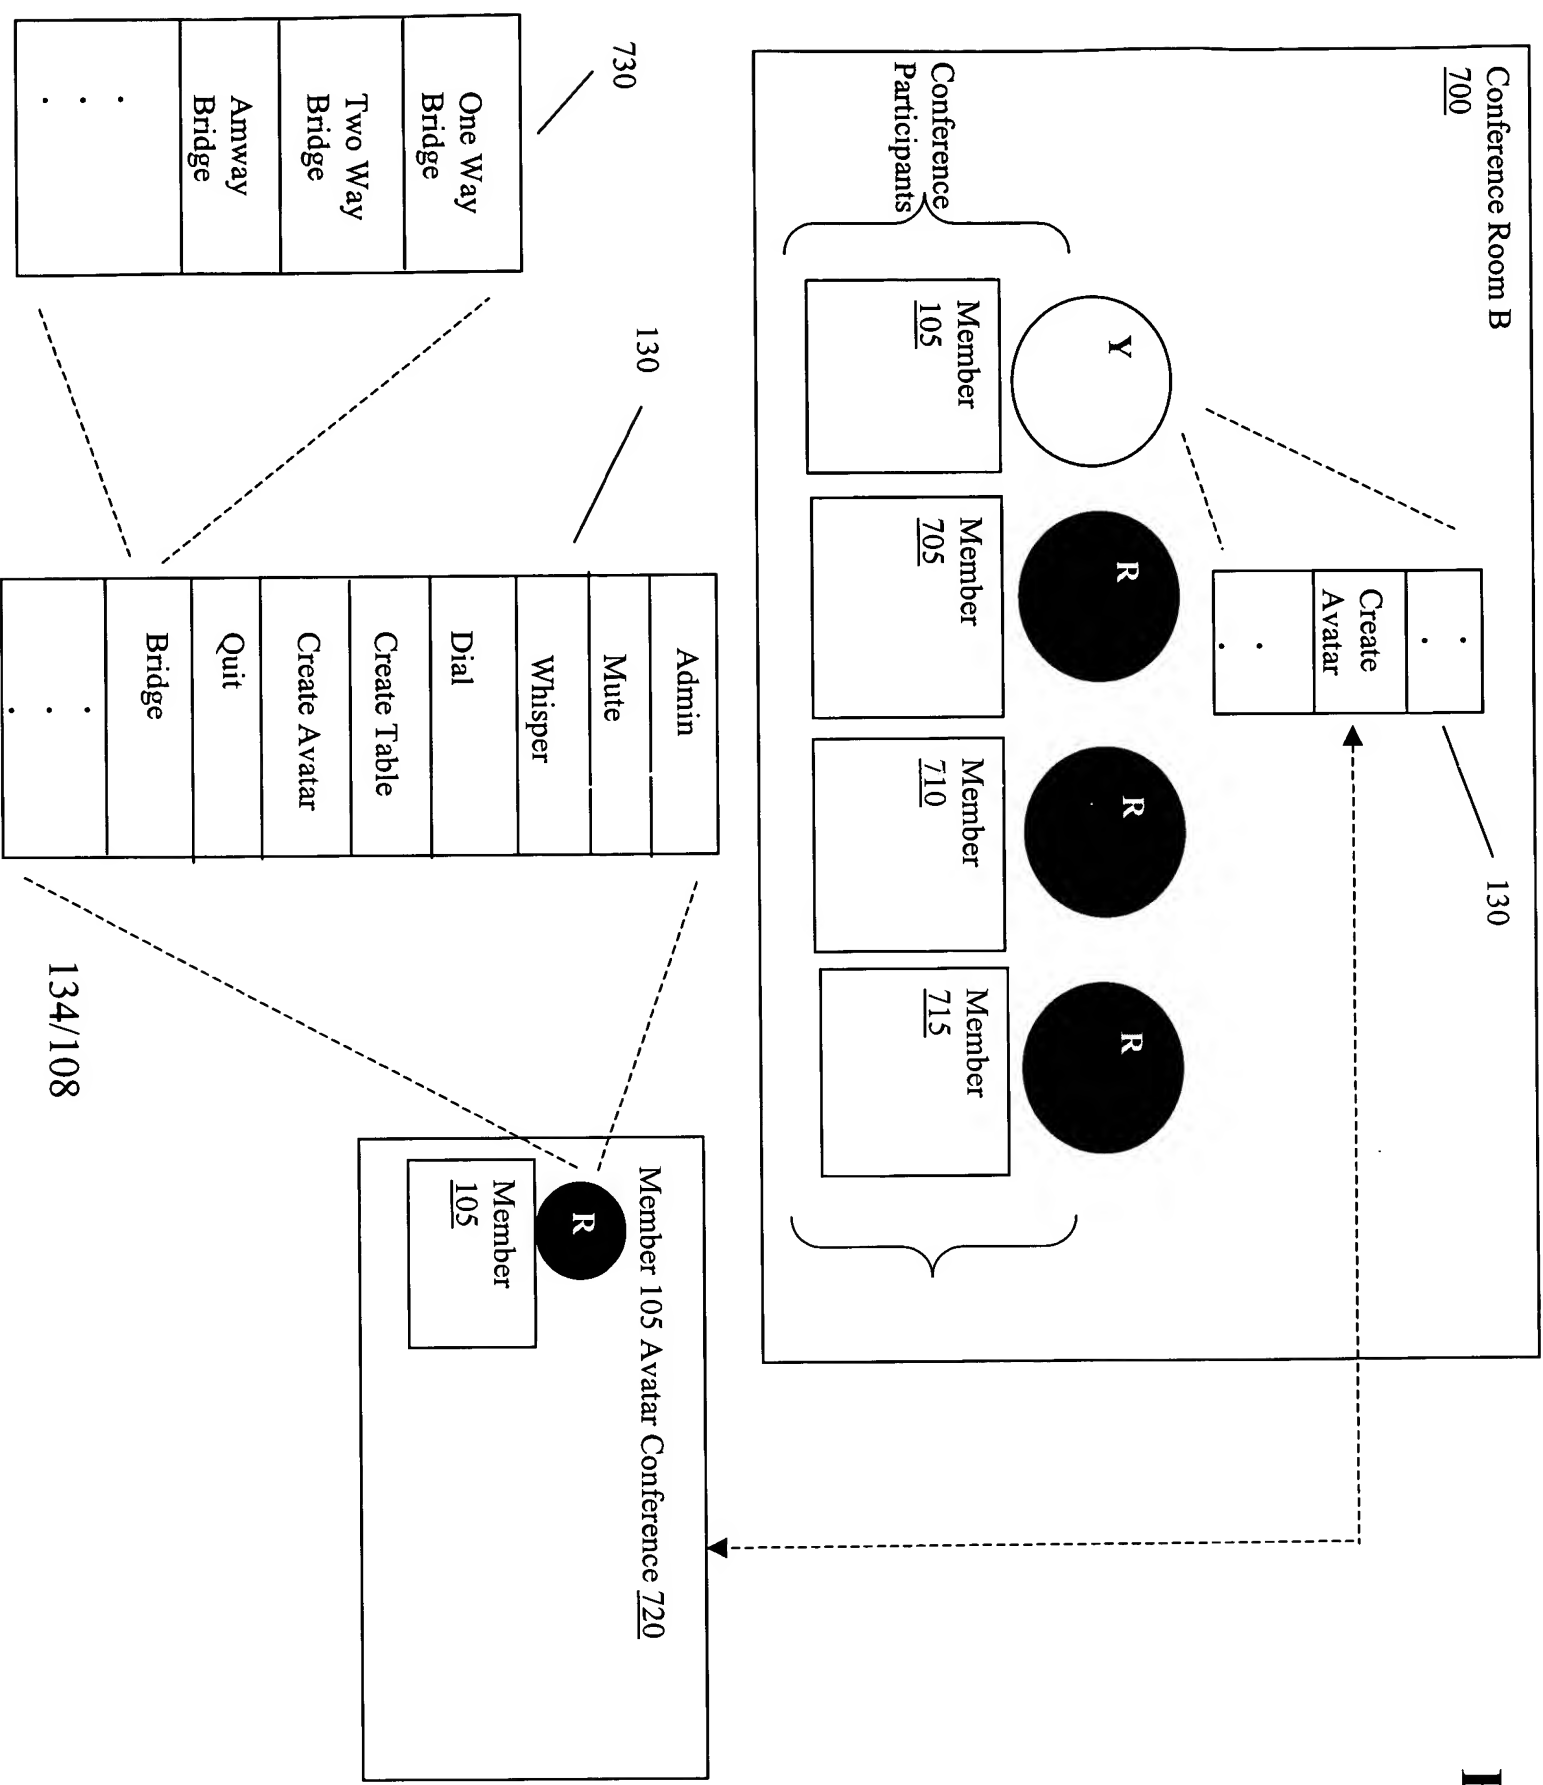 Conference Room B
700
130
.
.
Create
Avatar
.
.
Y
R
R
R
Conference
Participants
Member
105
Member
705
Member
710
Member
715
730
One Way
Bridge
Two Way
Bridge
Amway
Bridge
. . .
130
Admin
Mute
Whisper
Dial
Create Table
Create Avatar
Quit
Bridge
. . .
Member 105 Avatar Conference 720
R
Member
105
134/108